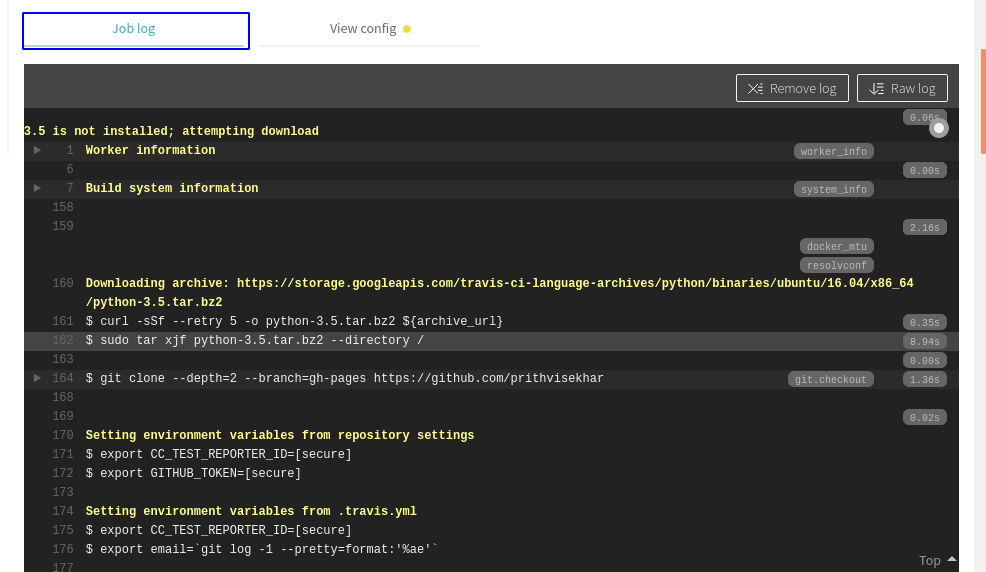 Job log
View config
Remove log
Raw log
0.06s
3.5 is not installed; attempting download
1 Worker information worker_info
6 0.00s
7 Build system information system_info
158
159 2.16s
docker_mtu
resolvconf
160 Downloading archive: https://storage.googleapis.com/travis-ci-language-archives/python/binaries/ubuntu/16.04/x86_64
/python-3.5.tar.bz2
161 $ curl -sSf --retry 5 -o python-3.5.tar.bz2 ${archive_url} 0.35s
162 $ sudo tar xjf python-3.5.tar.bz2 --directory / 8.94s
163 0.00s
164 $ git clone --depth=2 --branch=gh-pages https://github.com/prithvisekhar git.checkout 1.36s
168
169 0.02s
170 Setting environment variables from repository settings
171 $ export CC_TEST_REPORTER_ID=[secure]
172 $ export GITHUB_TOKEN=[secure]
173
174 Setting environment variables from .travis.yml
175 $ export CC_TEST_REPORTER_ID=[secure]
176 $ export email=`git log -1 --pretty=format:'%ae'`
Top
177